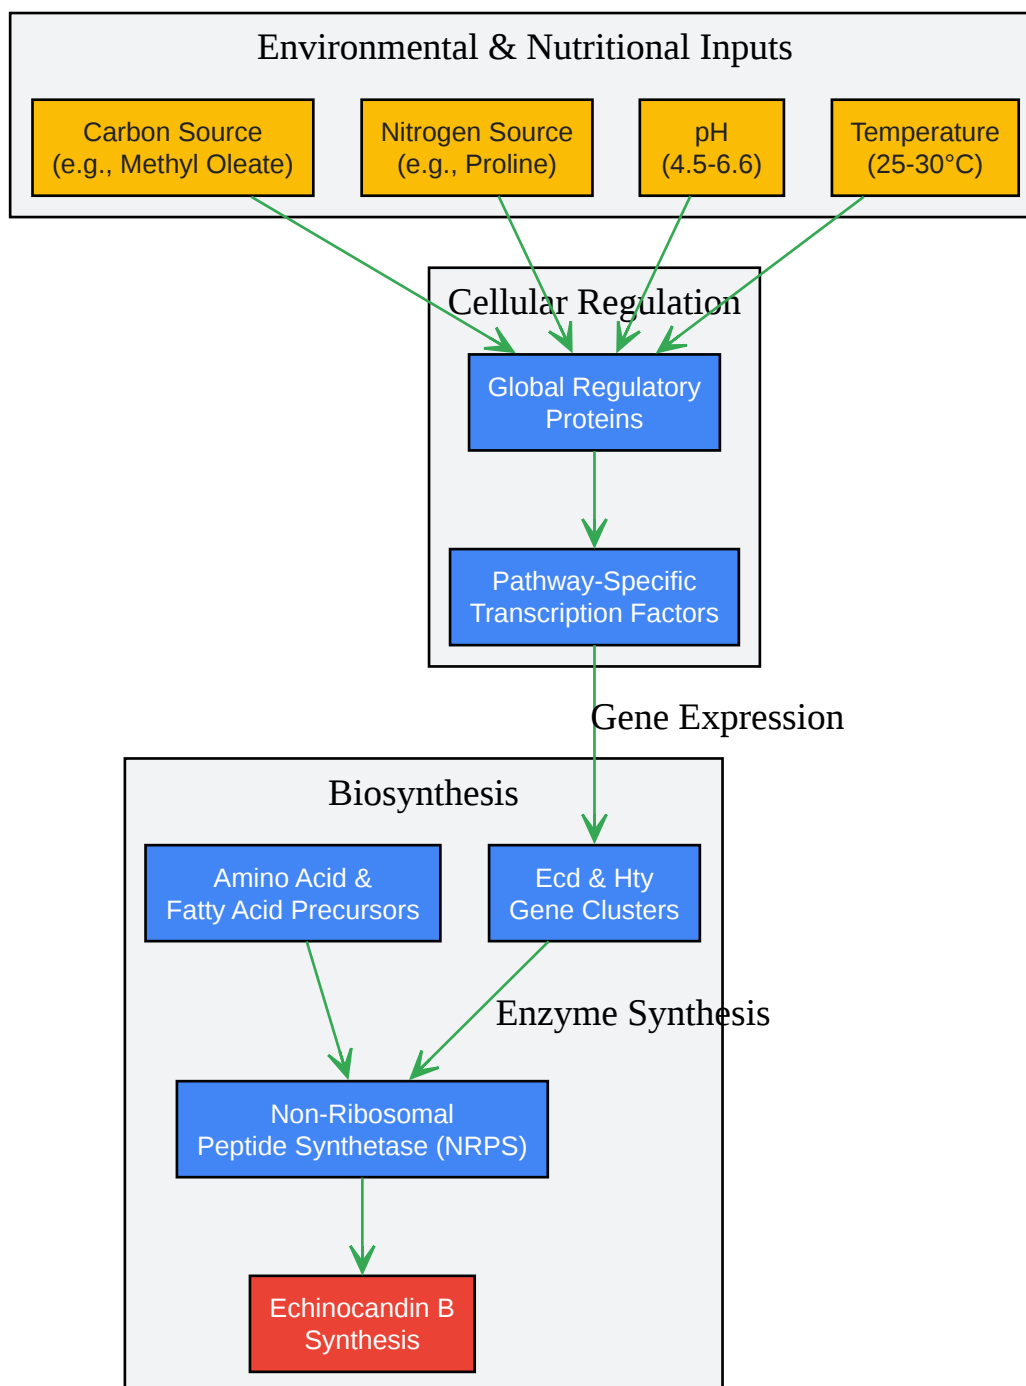 Environmental & Nutritional Inputs
Carbon Source
(e.g., Methyl Oleate)
Nitrogen Source
(e.g., Proline)
pH
(4.5-6.6)
Temperature
(25-30°C)
Cellular Regulation
Global Regulatory
Proteins
Pathway-Specific
Transcription Factors
Gene Expression
Biosynthesis
Amino Acid &
Fatty Acid Precursors
Ecd & Hty
Gene Clusters
Enzyme Synthesis
Non-Ribosomal
Peptide Synthetase (NRPS)
Echinocandin B
Synthesis